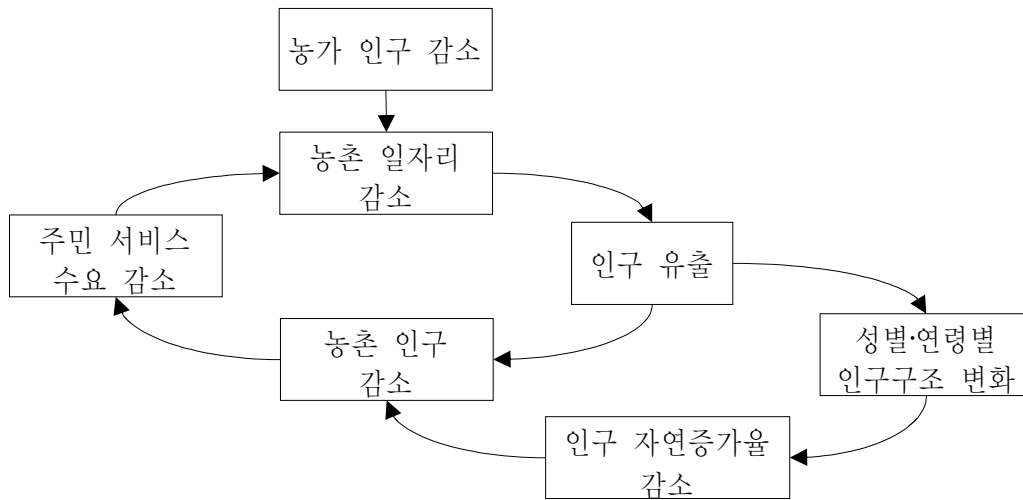 농가 인구 감소
농촌 일자리
감소
주민 서비스
수요 감소
인구 유출
농촌 인구
감소
성별·연령별
인구구조 변화
인구 자연증가율
감소